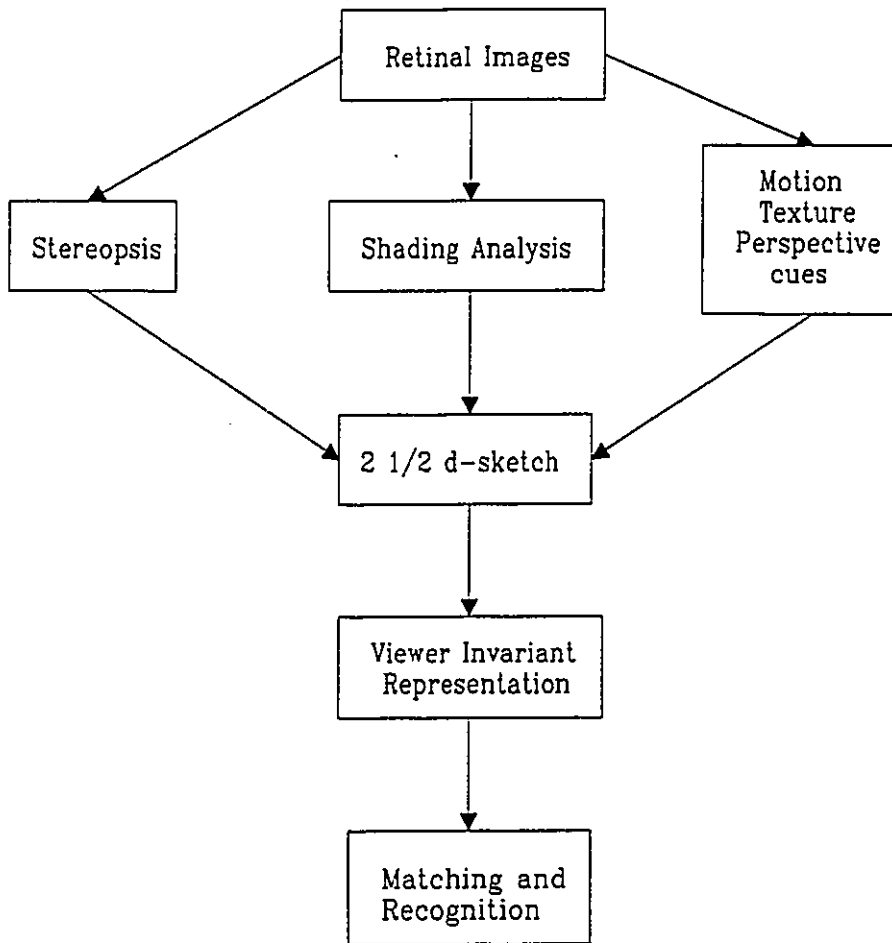 Retinal Images
Stereopsis
Shading Analysis
Motion
Texture
Perspective
cues
2 1/2 d-sketch
Viewer Invariant
Representation
Matching and
Recognition